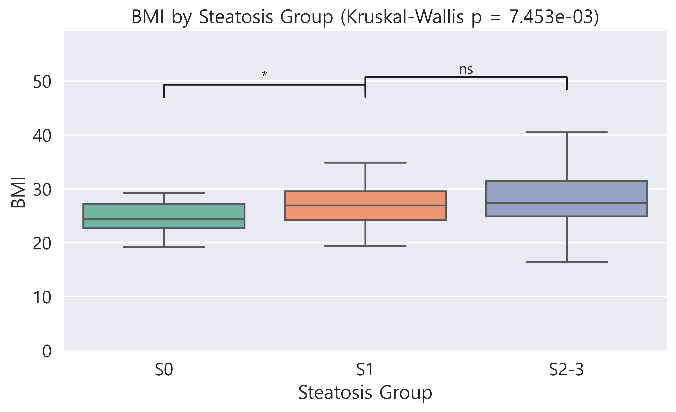 BMI by Steatosis Group (Kruskal-Wallis p = 7.453e-03)
*
ns
50
40
30
20
10
0
BMI
S0
S1
S2-3
Steatosis Group